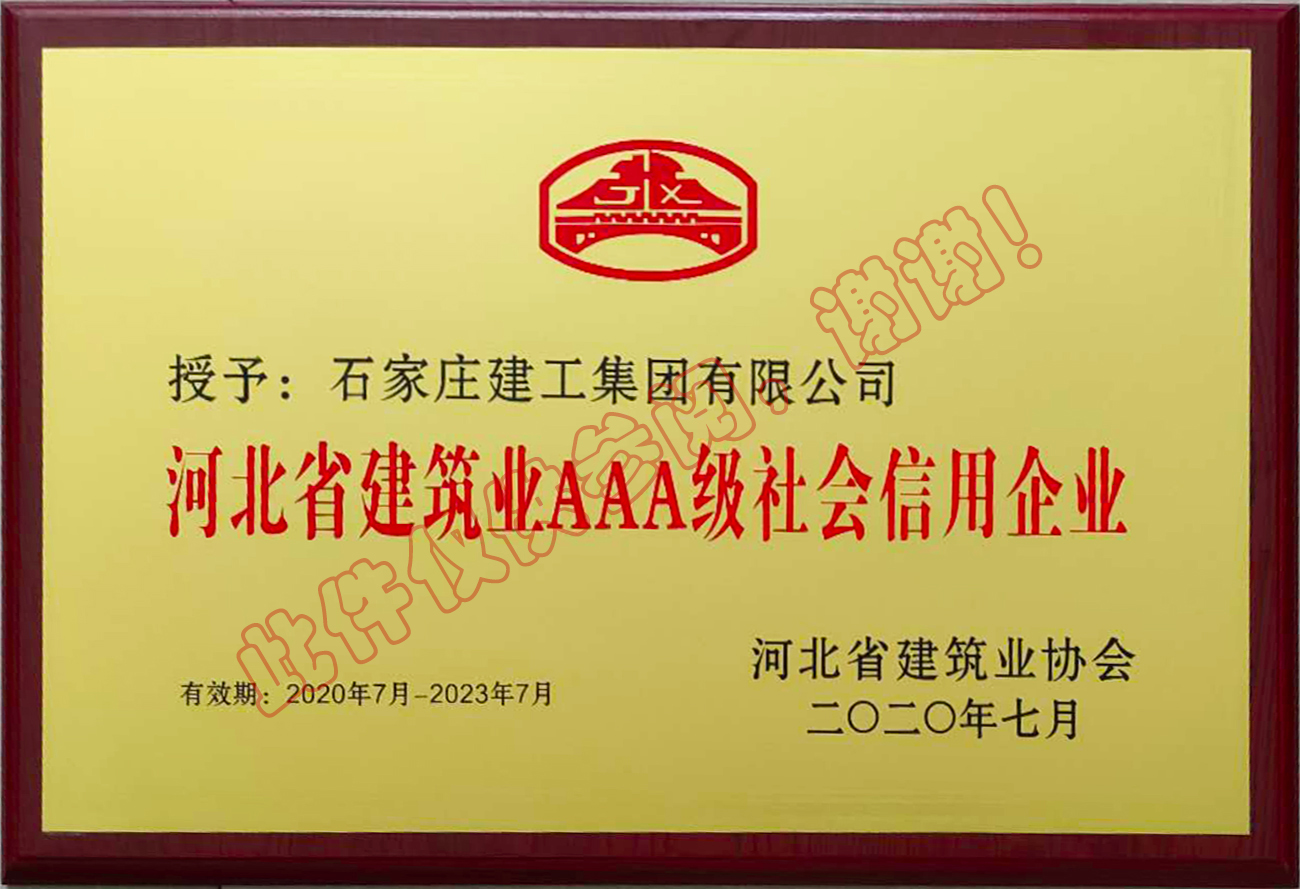 JX
授予：石家庄建工集团有限公司
河北省建筑业AAA级社会信用企业
有效期：2020年7月-2023年7月
河北省建筑业协会
二〇二〇年七月
此件仅供参阅.谢谢！